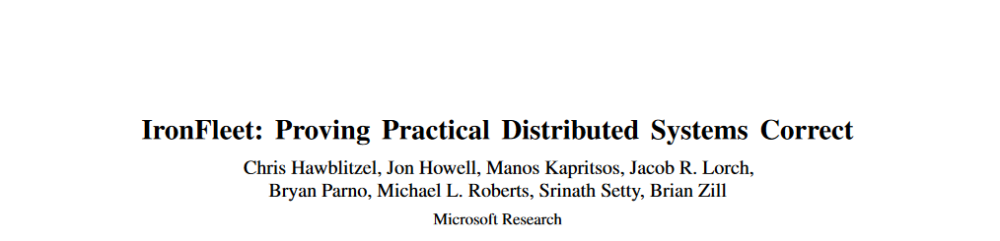 IronFleet: Proving Practical Distributed Systems Correct
Chris Hawblitzel, Jon Howell, Manos Kapritsos, Jacob R. Lorch,
Bryan Parno, Michael L. Roberts, Srinath Setty, Brian Zill
Microsoft Research